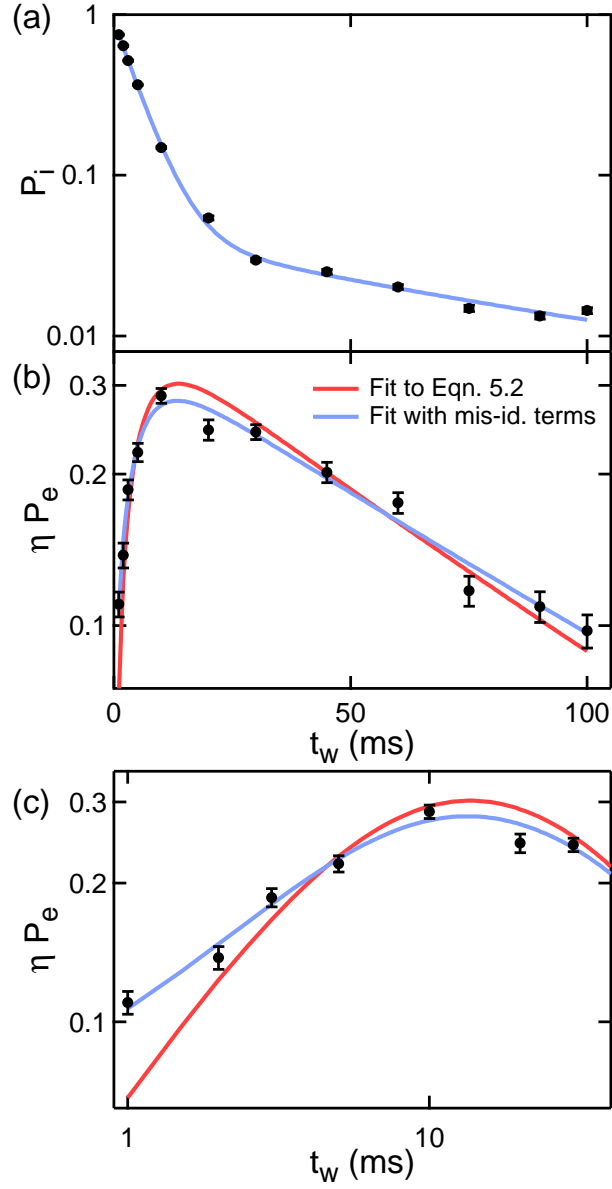 (a)
1
0.1
0.01
P_i
(b)
Fit to Eqn. 5.2
Fit with mis-id. terms
0.3
0.2
0.1
η P_e
0
50
100
t_w (ms)
(c)
0.3
0.2
0.1
η P_e
1
10
t_w (ms)